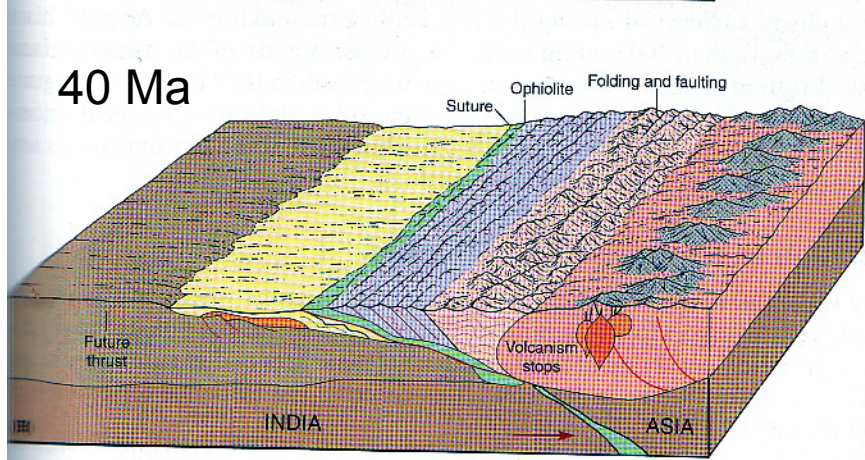 40 Ma
Suture
Ophiolite
Folding and faulting
Future
thrust
Volcanism
stops
INDIA
ASIA